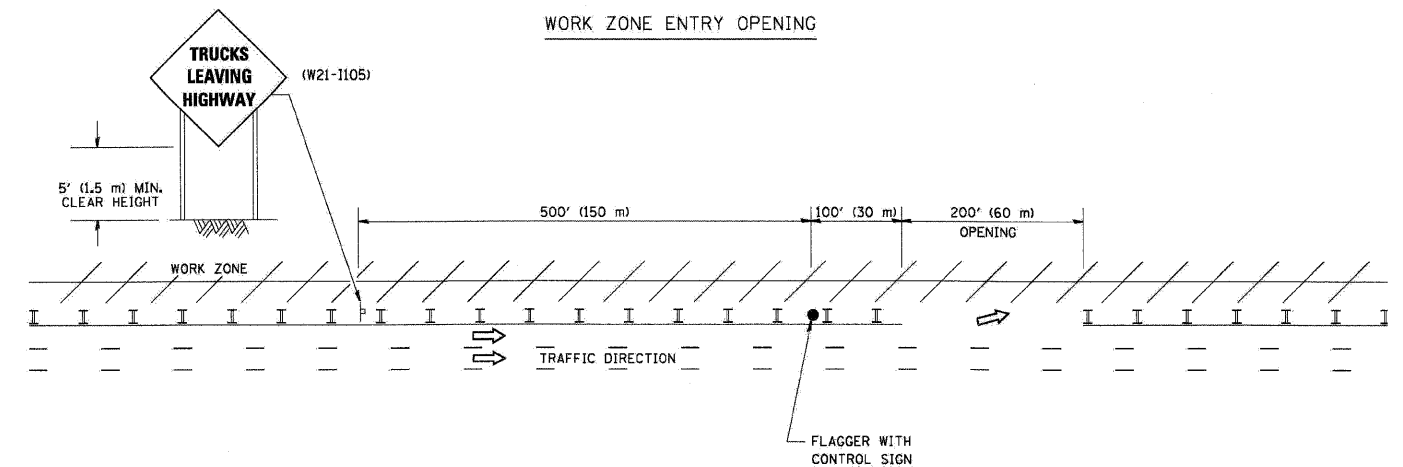 WORK ZONE ENTRY OPENING
TRUCKS
LEAVING
HIGHWAY
(W21-I105)
5' (1.5 m) MIN.
CLEAR HEIGHT
500' (150 m)
100' (30 m)
200' (60 m)
OPENING
WORK ZONE
TRAFFIC DIRECTION
FLAGGER WITH
CONTROL SIGN